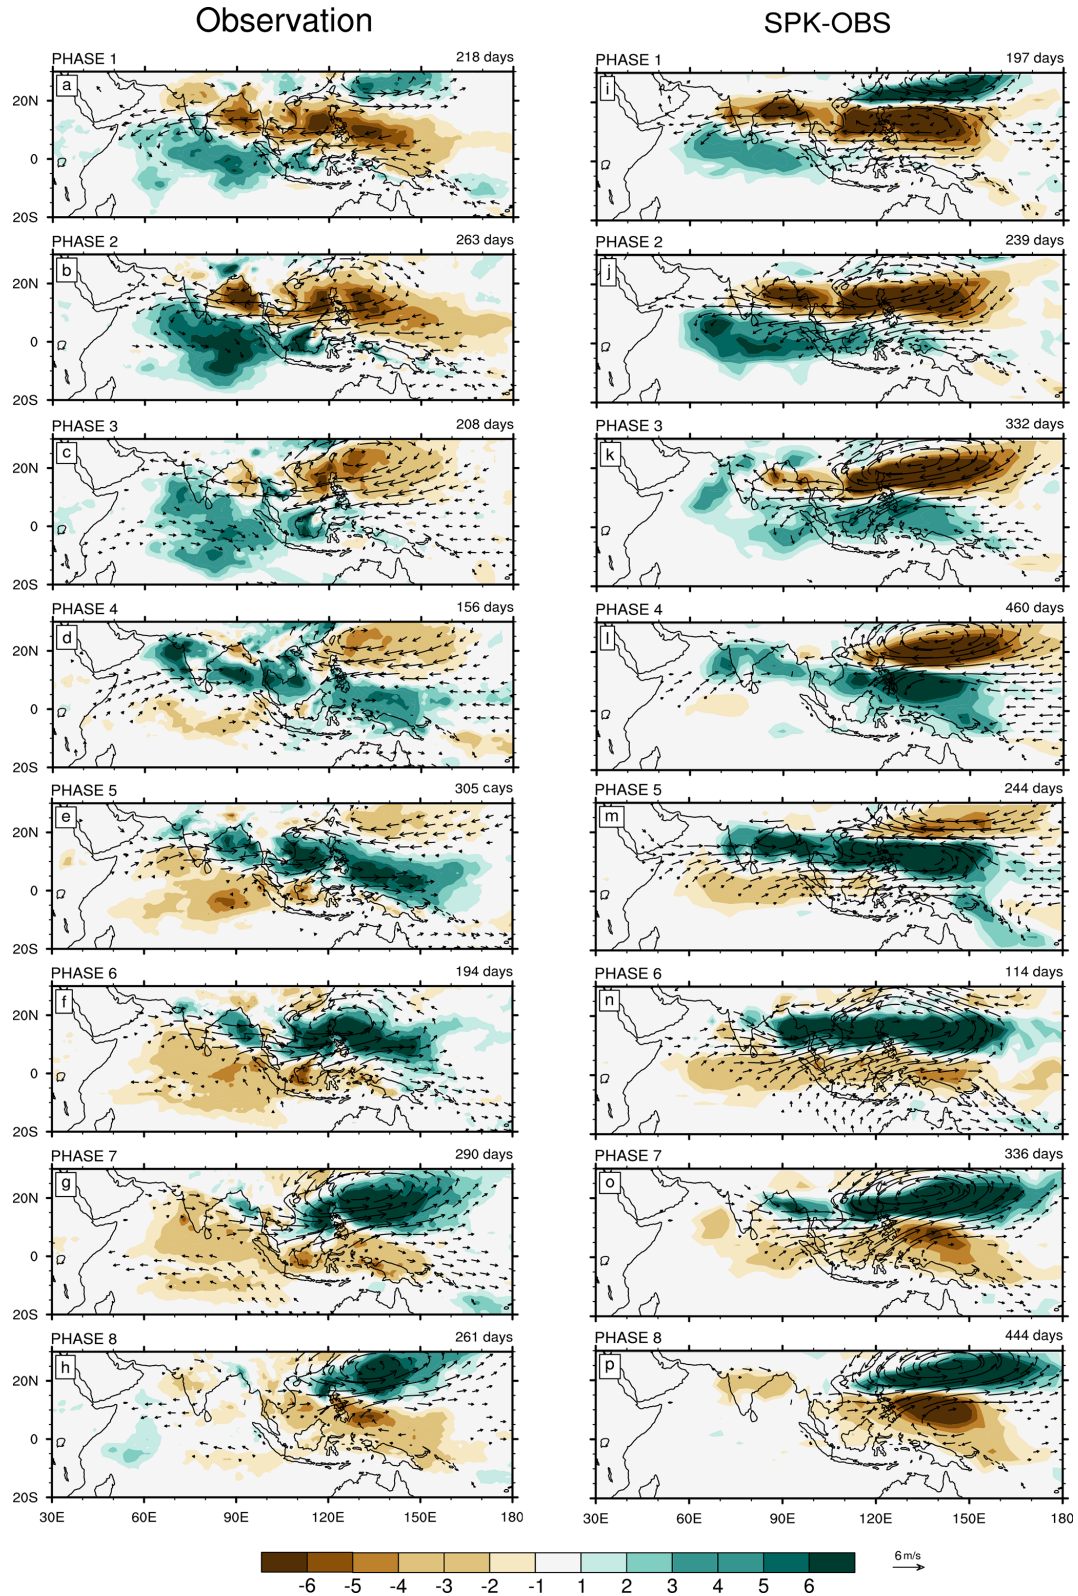 Observation
SPK-OBS
PHASE 1 218 days
a
20N
0
20S
PHASE 1 197 days
i
PHASE 2 263 days
b
20N
0
20S
PHASE 2 239 days
j
PHASE 3 208 days
c
20N
0
20S
PHASE 3 332 days
k
PHASE 4 156 days
d
20N
0
20S
PHASE 4 460 days
l
PHASE 5 305 cays
e
20N
0
20S
PHASE 5 244 days
m
PHASE 6 194 days
f
20N
0
20S
PHASE 6 114 days
n
PHASE 7 290 days
g
20N
0
20S
PHASE 7 336 days
o
PHASE 8 261 days
h
20N
0
20S
PHASE 8 444 days
p
30E 60E 90E 120E 150E 180
30E 60E 90E 120E 150E 180
-6 -5 -4 -3 -2 -1 1 2 3 4 5 6
6 m/s